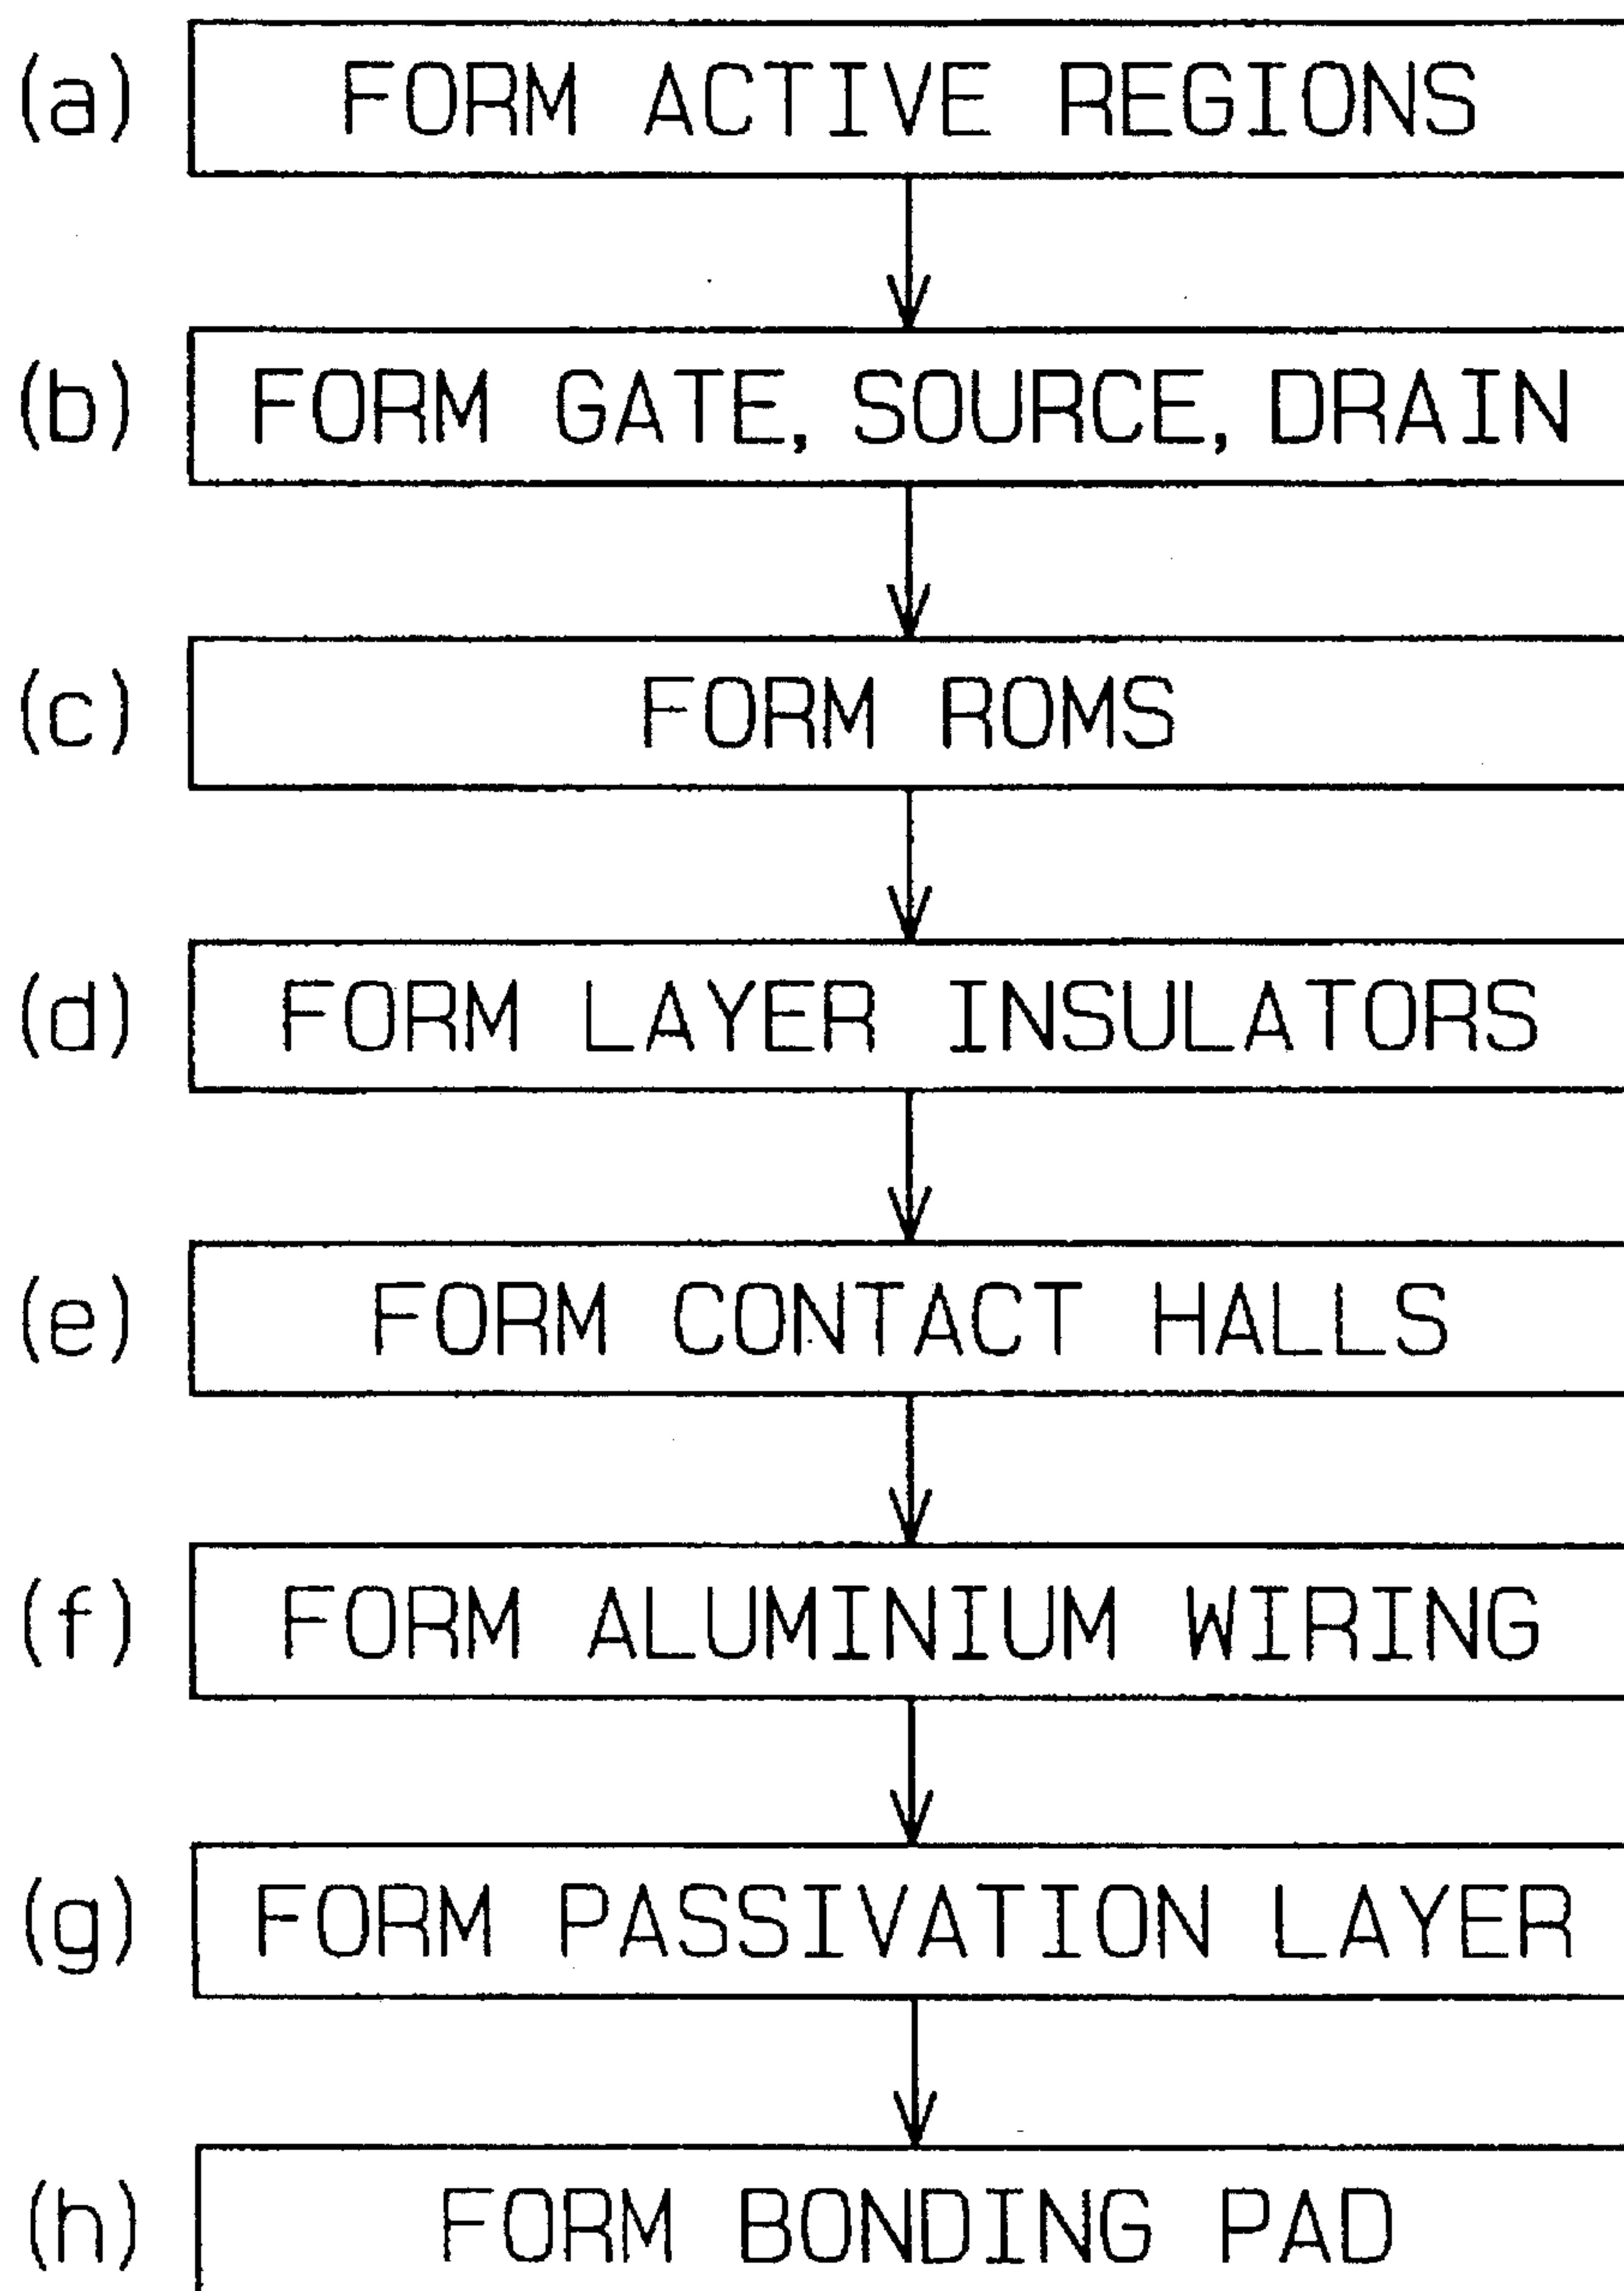 (a) FORM ACTIVE REGIONS
(b) FORM GATE, SOURCE, DRAIN
(c) FORM ROMS
(d) FORM LAYER INSULATORS
(e) FORM CONTACT HALLS
(f) FORM ALUMINIUM WIRING
(g) FORM PASSIVATION LAYER
(h) FORM BONDING PAD